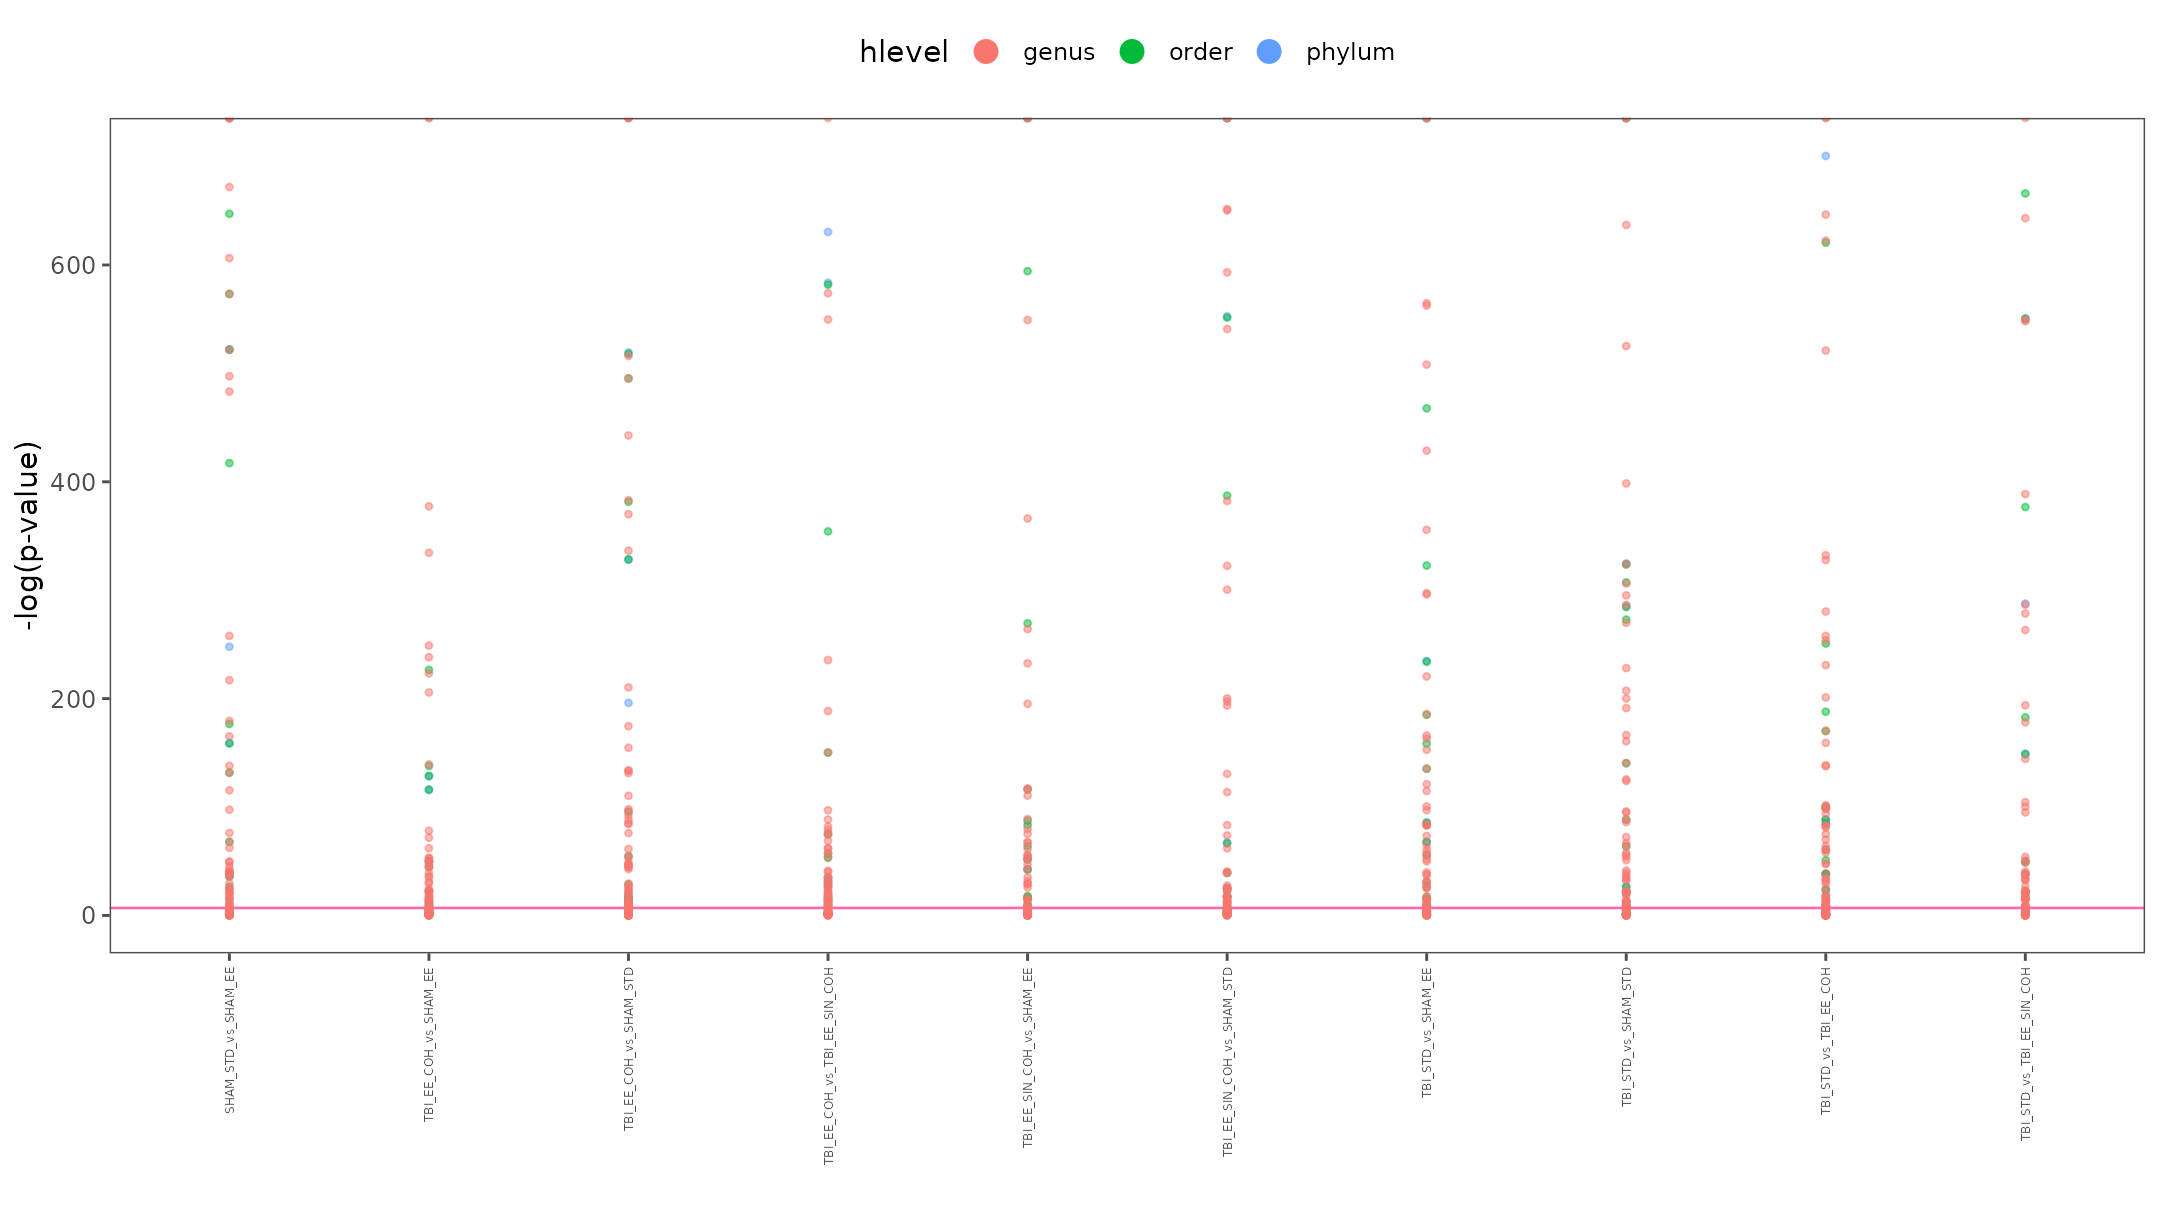 hlevel genus order phylum
-log(p-value)
600
400
200
0
SHAM_STD_vs_SHAM_EE
TBI_EE_COH_vs_SHAM_EE
TBI_EE_COH_vs_SHAM_STD
TBI_EE_COH_vs_TBI_EE_SIN_COH
TBI_EE_SIN_COH_vs_SHAM_EE
TBI_EE_SIN_COH_vs_SHAM_STD
TBI_STD_vs_SHAM_EE
TBI_STD_vs_SHAM_STD
TBI_STD_vs_TBI_EE_COH
TBI_STD_vs_TBI_EE_SIN_COH